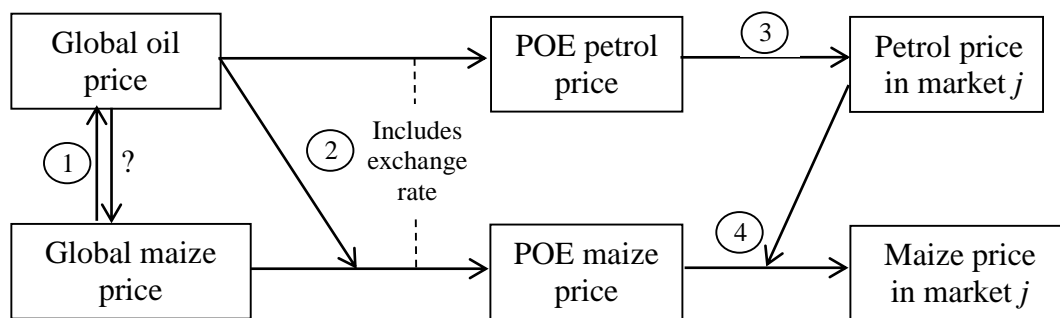 Global oil
price
POE petrol
price
3
Petrol price
in market j
1
?
2
Includes
exchange
rate
Global maize
price
POE maize
price
4
Maize price
in market j